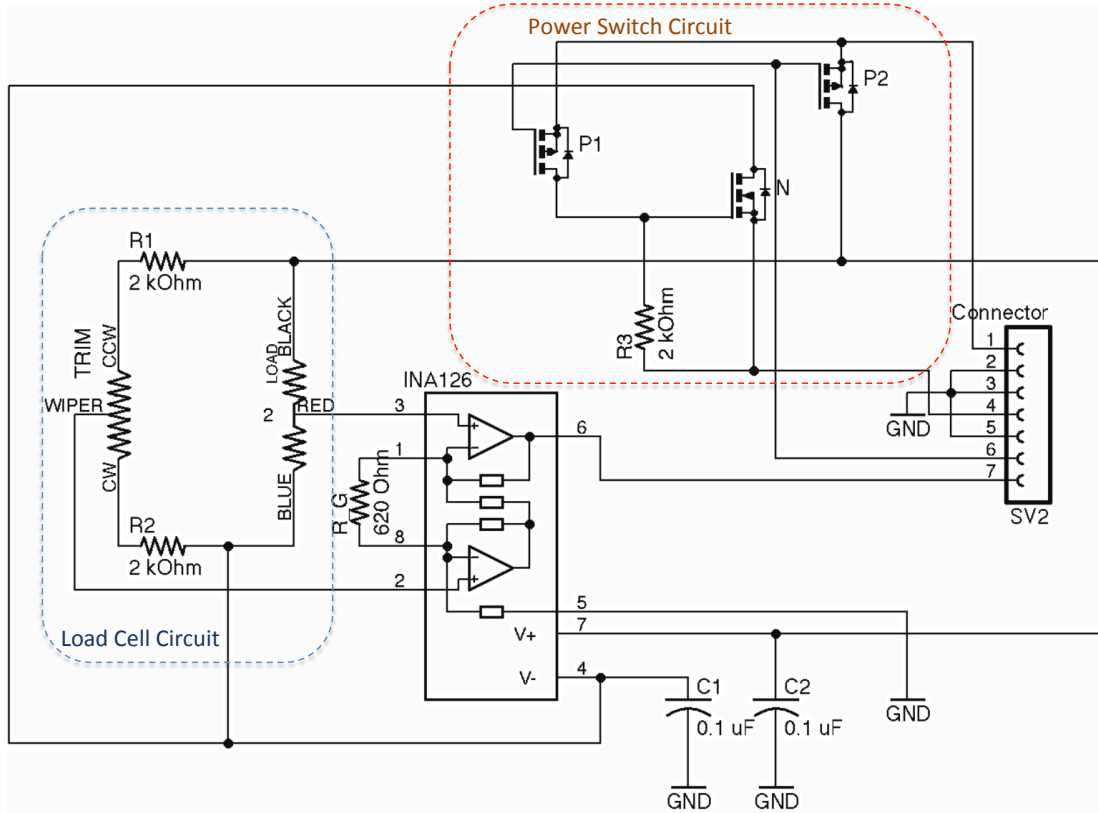 Power Switch Circuit
P2
P1
N
R1
2 kOhm
BLACK
LOAD
CCW
TRIM
WIPER
CW
2
RED
BLUE
R2
2 kOhm
Load Cell Circuit
R3
2 kOhm
Connector
1
2
3
4
5
6
7
SV2
GND
INA126
3
1
8
2
R_G
620 Ohm
6
5
7
4
V+
V-
C1
0.1 uF
C2
0.1 uF
GND
GND
GND